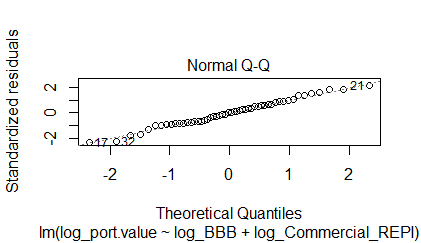 Normal Q-Q
Standardized residuals
2
0
-2
17
32
21
-2
-1
0
1
2
Theoretical Quantiles
lm(log_port.value ~ log_BBB + log_Commercial_REPI)